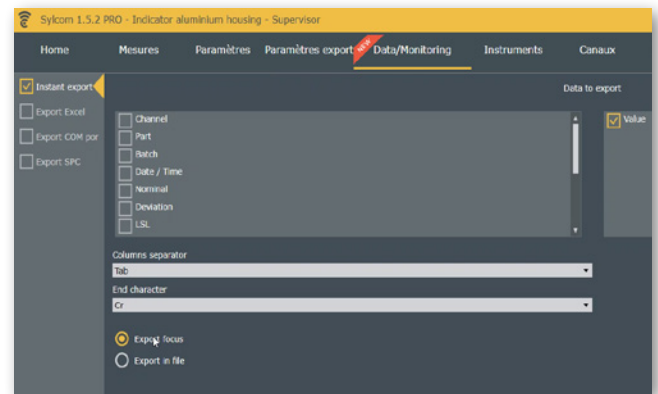 Sylcom 1.5.2 PRO - Indicator aluminium housing - Supervisor
Home Mesures Paramètres Paramètres export NEW Data/Monitoring Instruments Canaux
Instant export
Data to export
Export Excel
Export COM por
Export SPC
Channel
Part
Batch
Date / Time
Nominal
Deviation
LSL
Value
Columns separator
Tab
End character
Cr
Export focus
Export in file